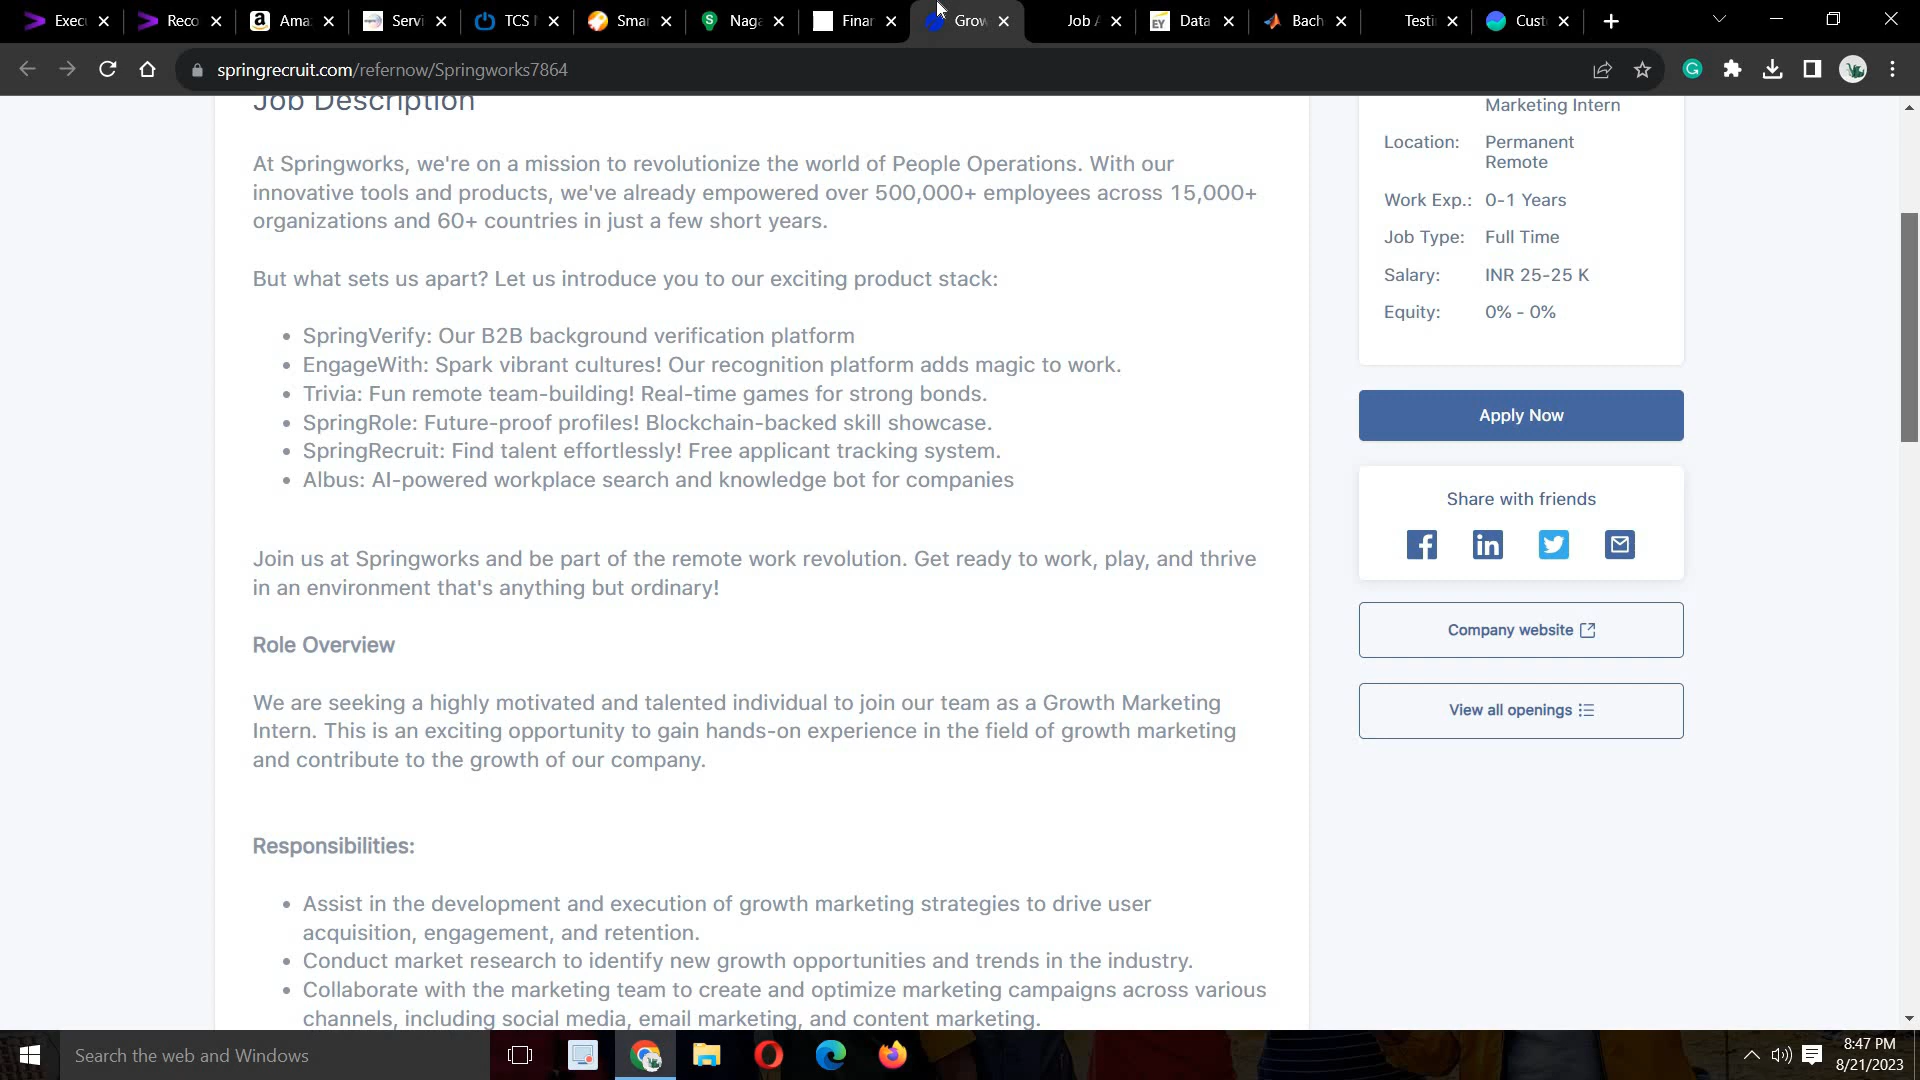 Execu
Reco
Ama
Servi
TCS
Smar
Naga
Finan
Grow
Job A
Data
Bach
Testi
Cust
springrecruit.com/refernow/Springworks7864
Job Description
At Springworks, we're on a mission to revolutionize the world of People Operations. With our
innovative tools and products, we've already empowered over 500,000+ employees across 15,000+
organizations and 60+ countries in just a few short years.
But what sets us apart? Let us introduce you to our exciting product stack:
• SpringVerify: Our B2B background verification platform
• EngageWith: Spark vibrant cultures! Our recognition platform adds magic to work.
• Trivia: Fun remote team-building! Real-time games for strong bonds.
• SpringRole: Future-proof profiles! Blockchain-backed skill showcase.
• SpringRecruit: Find talent effortlessly! Free applicant tracking system.
• Albus: AI-powered workplace search and knowledge bot for companies
Join us at Springworks and be part of the remote work revolution. Get ready to work, play, and thrive
in an environment that's anything but ordinary!
Role Overview
We are seeking a highly motivated and talented individual to join our team as a Growth Marketing
Intern. This is an exciting opportunity to gain hands-on experience in the field of growth marketing
and contribute to the growth of our company.
Responsibilities:
• Assist in the development and execution of growth marketing strategies to drive user
acquisition, engagement, and retention.
• Conduct market research to identify new growth opportunities and trends in the industry.
• Collaborate with the marketing team to create and optimize marketing campaigns across various
channels, including social media, email marketing, and content marketing.
Marketing Intern
Location: Permanent
Remote
Work Exp.: 0-1 Years
Job Type: Full Time
Salary: INR 25-25 K
Equity: 0% - 0%
Apply Now
Share with friends
Company website
View all openings
Search the web and Windows
8:47 PM
8/21/2023